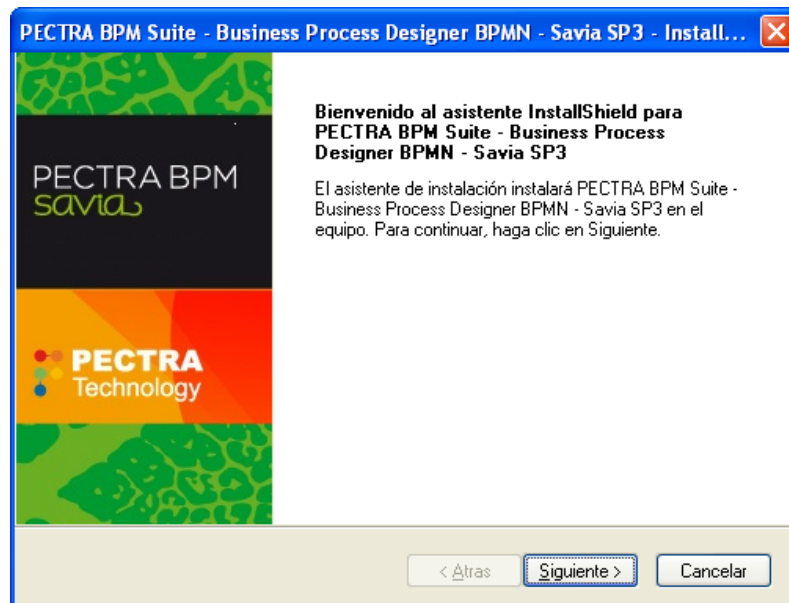 PECTRA BPM Suite - Business Process Designer BPMN - Savia SP3 - Install...
Bienvenido al asistente InstallShield para
PECTRA BPM Suite - Business Process
Designer BPMN - Savia SP3
El asistente de instalación instalará PECTRA BPM Suite -
Business Process Designer BPMN - Savia SP3 en el
equipo. Para continuar, haga clic en Siguiente.
PECTRA BPM
savia
PECTRA
Technology
< Atras
Siguiente >
Cancelar